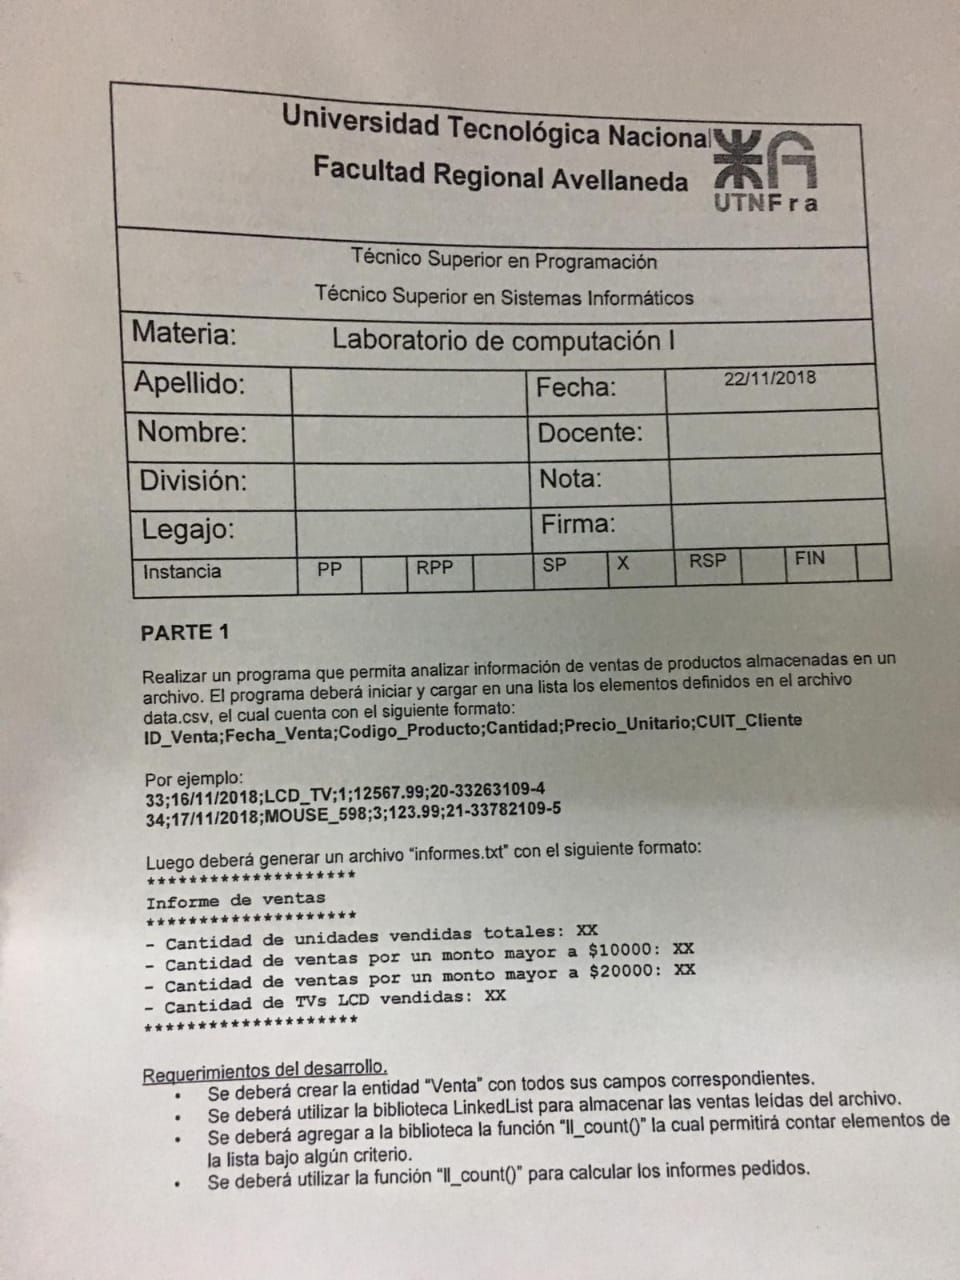 Universidad Tecnológica Nacional
Facultad Regional Avellaneda
UTNFra
Técnico Superior en Programación
Técnico Superior en Sistemas Informáticos
Materia: Laboratorio de computación I
Apellido: Fecha: 22/11/2018
Nombre: Docente:
División: Nota:
Legajo: Firma:
Instancia PP RPP SP X RSP FIN
PARTE 1
Realizar un programa que permita analizar información de ventas de productos almacenadas en un
archivo. El programa deberá iniciar y cargar en una lista los elementos definidos en el archivo
data.csv, el cual cuenta con el siguiente formato:
ID_Venta;Fecha_Venta;Codigo_Producto;Cantidad;Precio_Unitario;CUIT_Cliente
Por ejemplo:
33;16/11/2018;LCD_TV;1;12567.99;20-33263109-4
34;17/11/2018;MOUSE_598;3;123.99;21-33782109-5
Luego deberá generar un archivo “informes.txt” con el siguiente formato:
********************
Informe de ventas
********************
- Cantidad de unidades vendidas totales: XX
- Cantidad de ventas por un monto mayor a $10000: XX
- Cantidad de ventas por un monto mayor a $20000: XX
- Cantidad de TVs LCD vendidas: XX
********************
Requerimientos del desarrollo.
• Se deberá crear la entidad “Venta” con todos sus campos correspondientes.
• Se deberá utilizar la biblioteca LinkedList para almacenar las ventas leídas del archivo.
• Se deberá agregar a la biblioteca la función “ll_count()” la cual permitirá contar elementos de
la lista bajo algún criterio.
• Se deberá utilizar la función “ll_count()” para calcular los informes pedidos.